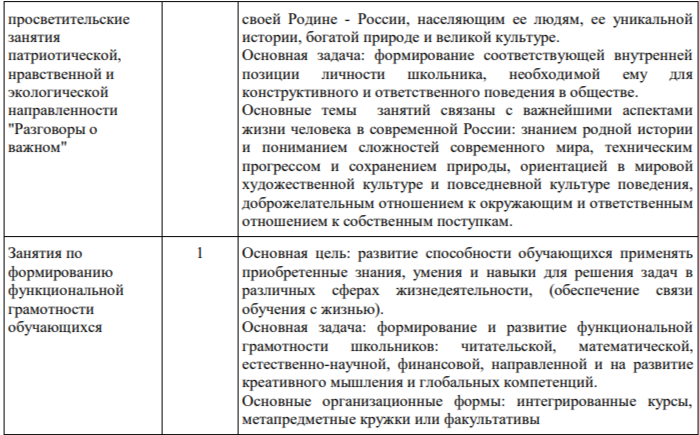 просветительские
занятия
патриотической,
нравственной и
экологической
направленности
"Разговоры о
важном"
своей Родине - России, населяющим ее людям, ее уникальной
истории, богатой природе и великой культуре.
Основная задача: формирование соответствующей внутренней
позиции личности школьника, необходимой ему для
конструктивного и ответственного поведения в обществе.
Основные темы занятий связаны с важнейшими аспектами
жизни человека в современной России: знанием родной истории
и пониманием сложностей современного мира, техническим
прогрессом и сохранением природы, ориентацией в мировой
художественной культуре и повседневной культуре поведения,
доброжелательным отношением к окружающим и ответственным
отношением к собственным поступкам.
Занятия по
формированию
функциональной
грамотности
обучающихся
1
Основная цель: развитие способности обучающихся применять
приобретенные знания, умения и навыки для решения задач в
различных сферах жизнедеятельности, (обеспечение связи
обучения с жизнью).
Основная задача: формирование и развитие функциональной
грамотности школьников: читательской, математической,
естественно-научной, финансовой, направленной и на развитие
креативного мышления и глобальных компетенций.
Основные организационные формы: интегрированные курсы,
метапредметные кружки или факультативы